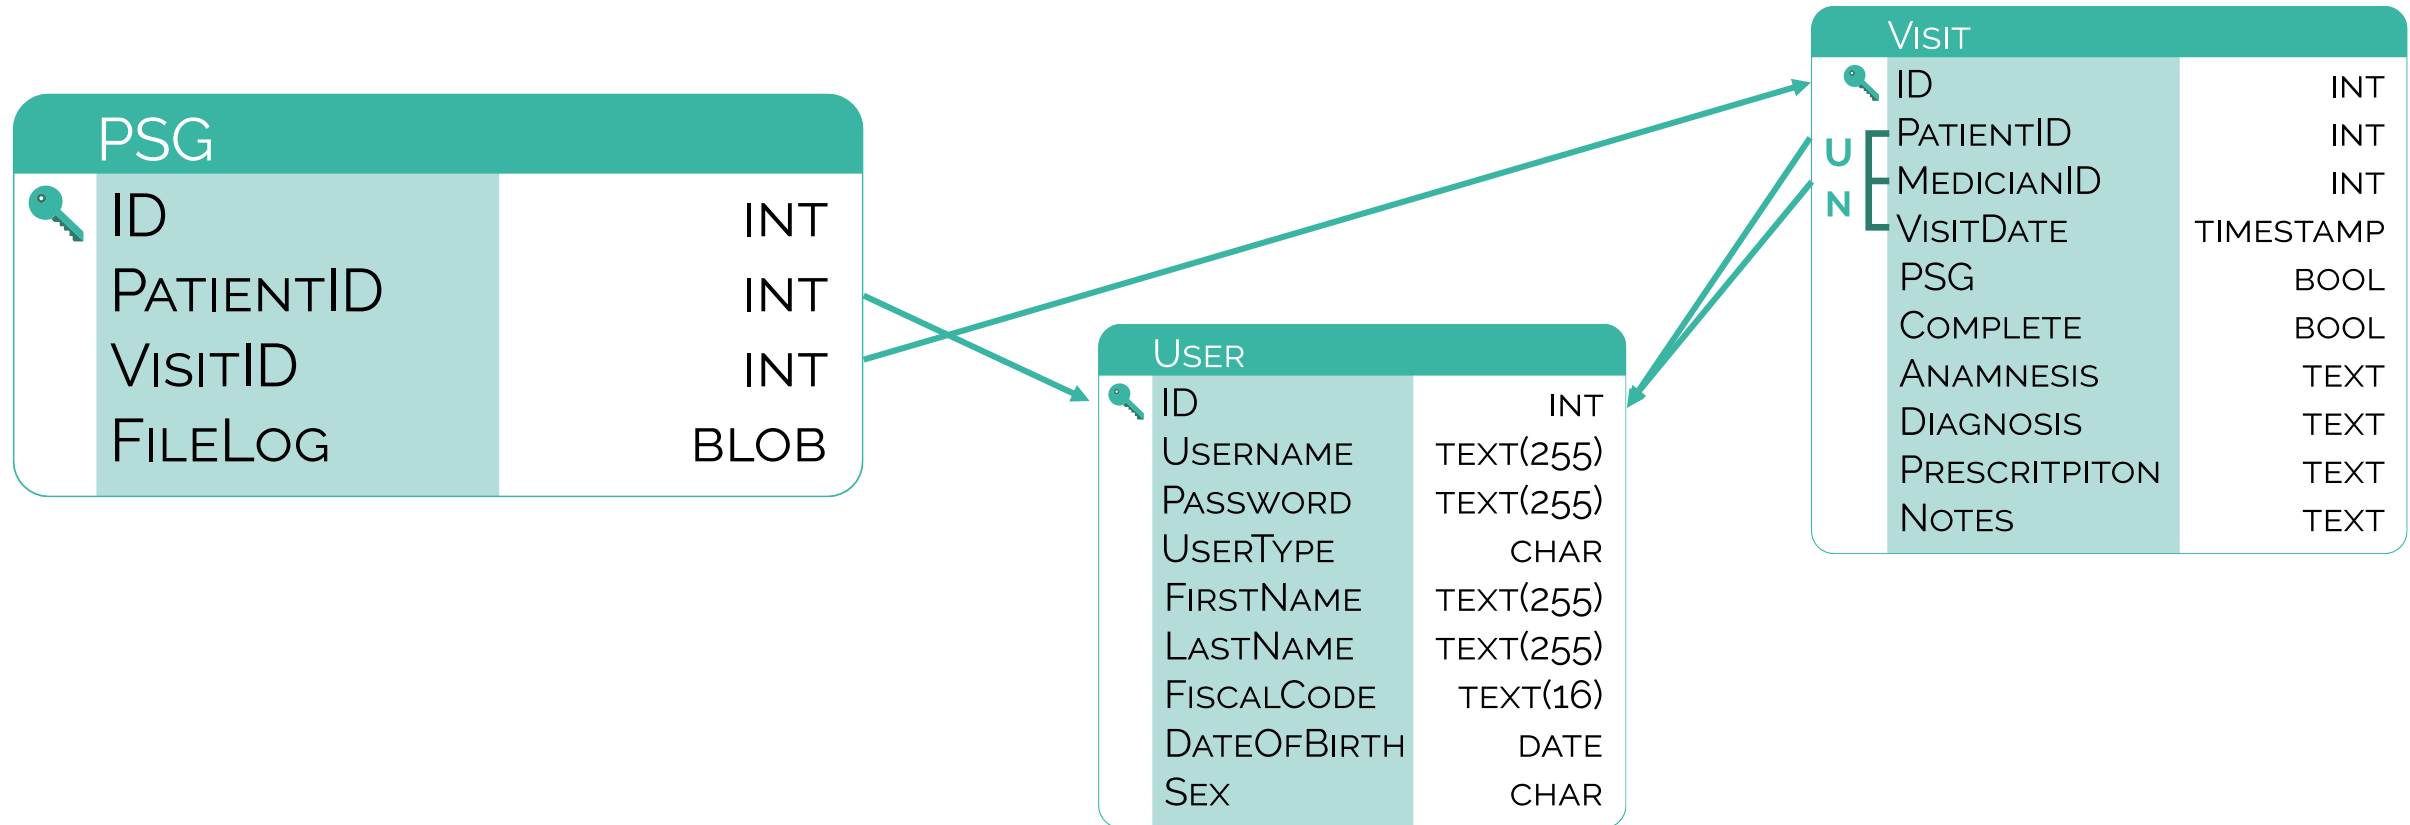 PSG
ID INT
PatientID INT
VisitID INT
FileLog BLOB
User
ID INT
Username TEXT(255)
Password TEXT(255)
UserType CHAR
FirstName TEXT(255)
LastName TEXT(255)
FiscalCode TEXT(16)
DateOfBirth DATE
Sex CHAR
Visit
ID INT
PatientID INT
MedicianID INT
VisitDate TIMESTAMP
PSG BOOL
Complete BOOL
Anamnesis TEXT
Diagnosis TEXT
Prescritpiton TEXT
Notes TEXT
U
N